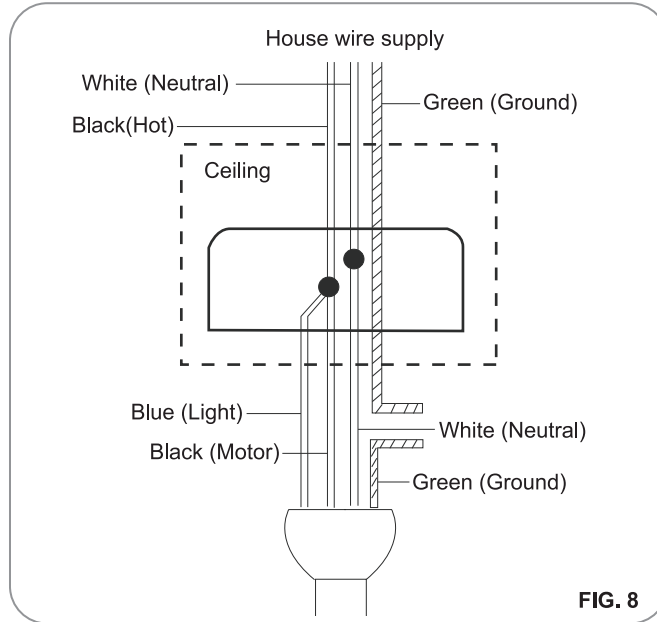 House wire supply
White (Neutral)
Green (Ground)
Black(Hot)
Ceiling
Blue (Light)
White (Neutral)
Black (Motor)
Green (Ground)
FIG. 8